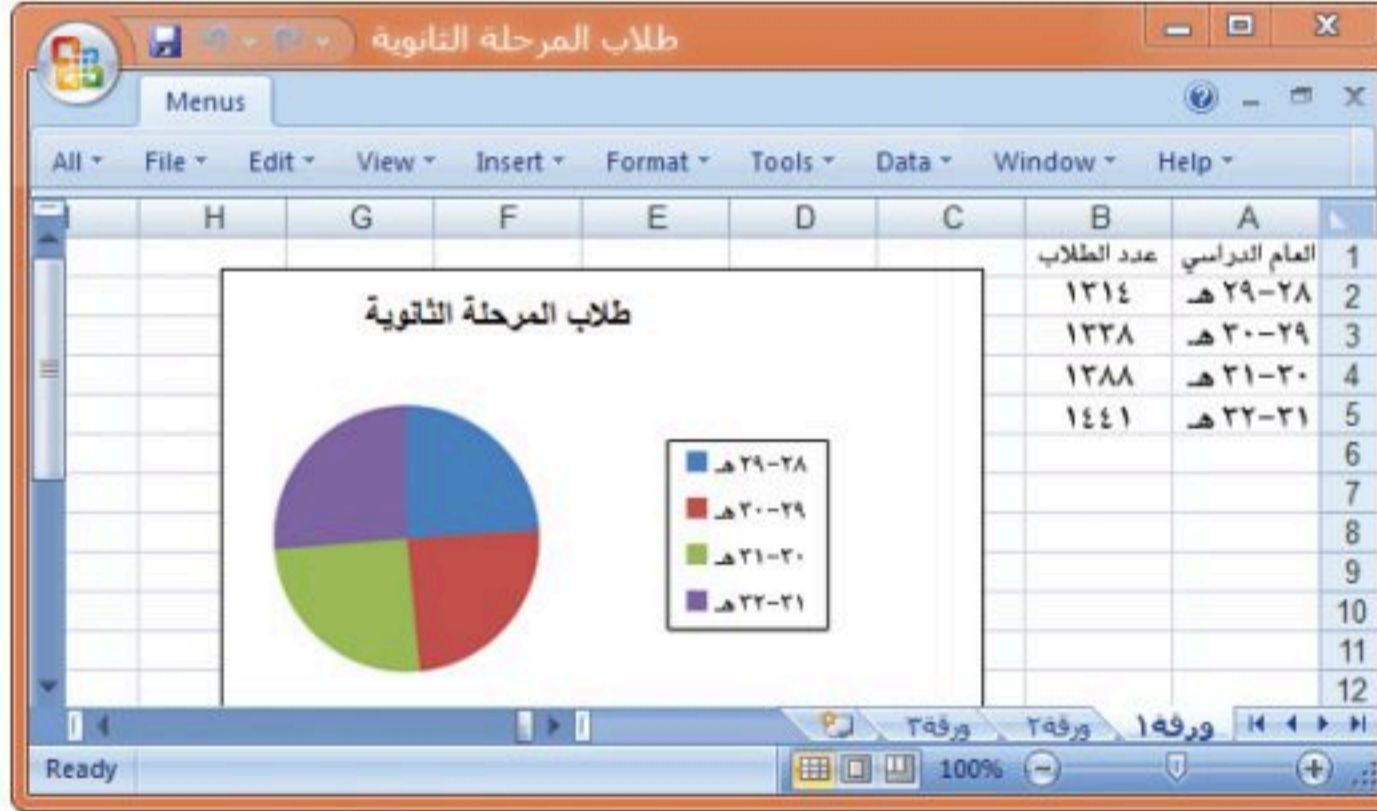 طلاب المرحلة الثانوية
Menus
All File Edit View Insert Format Tools Data Window Help
H G F E D C B A
1 العام الدراسي عدد الطلاب
2 ٢٨-٢٩ هـ ١٣١٤
3 ٢٩-٣٠ هـ ١٣٣٨
4 ٣٠-٣١ هـ ١٣٨٨
5 ٣١-٣٢ هـ ١٤٤١
6
7
8
9
10
11
12
طلاب المرحلة الثانوية
٢٨-٢٩ هـ
٢٩-٣٠ هـ
٣٠-٣١ هـ
٣١-٣٢ هـ
ورقة١ ورقة٢ ورقة٣
Ready 100%